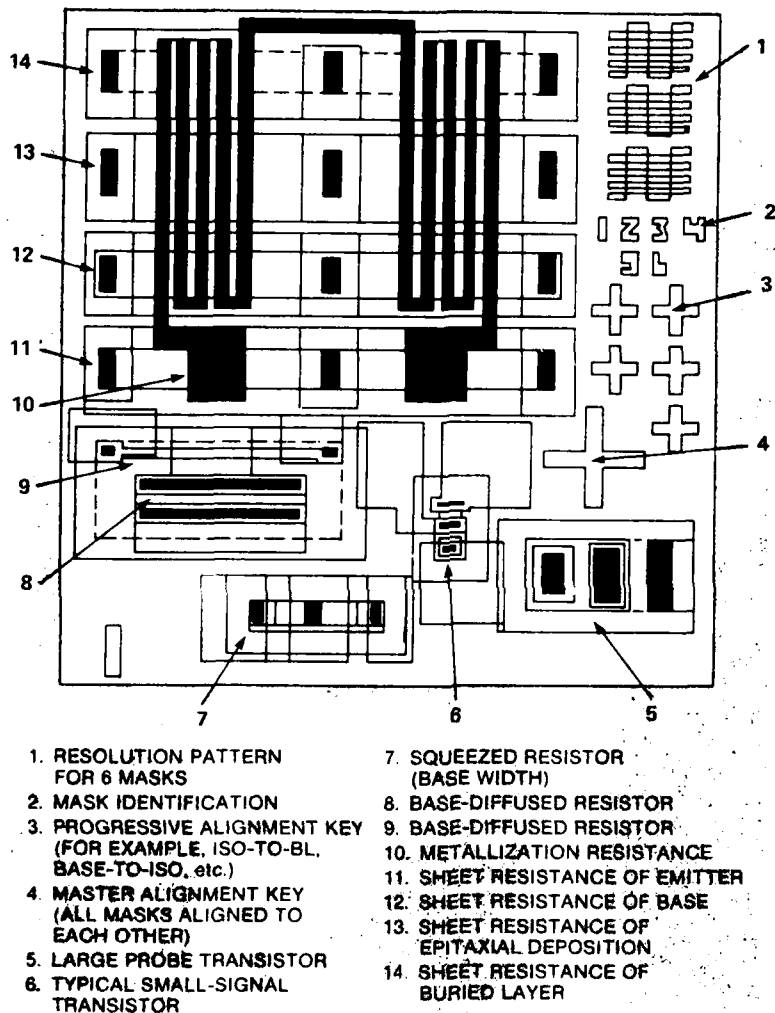 14
1
13
2
12
3
11
10
4
9
8
7
6
5
1 2 3 4
5 6
1. RESOLUTION PATTERN
FOR 6 MASKS
2. MASK IDENTIFICATION
3. PROGRESSIVE ALIGNMENT KEY
(FOR EXAMPLE, ISO-TO-BL,
BASE-TO-ISO, etc.)
4. MASTER ALIGNMENT KEY
(ALL MASKS ALIGNED TO
EACH OTHER)
5. LARGE PROBE TRANSISTOR
6. TYPICAL SMALL-SIGNAL
TRANSISTOR
7. SQUEEZED RESISTOR
(BASE WIDTH)
8. BASE-DIFFUSED RESISTOR
9. BASE-DIFFUSED RESISTOR
10. METALLIZATION RESISTANCE
11. SHEET RESISTANCE OF EMITTER
12. SHEET RESISTANCE OF BASE
13. SHEET RESISTANCE OF
EPITAXIAL DEPOSITION
14. SHEET RESISTANCE OF
BURIED LAYER